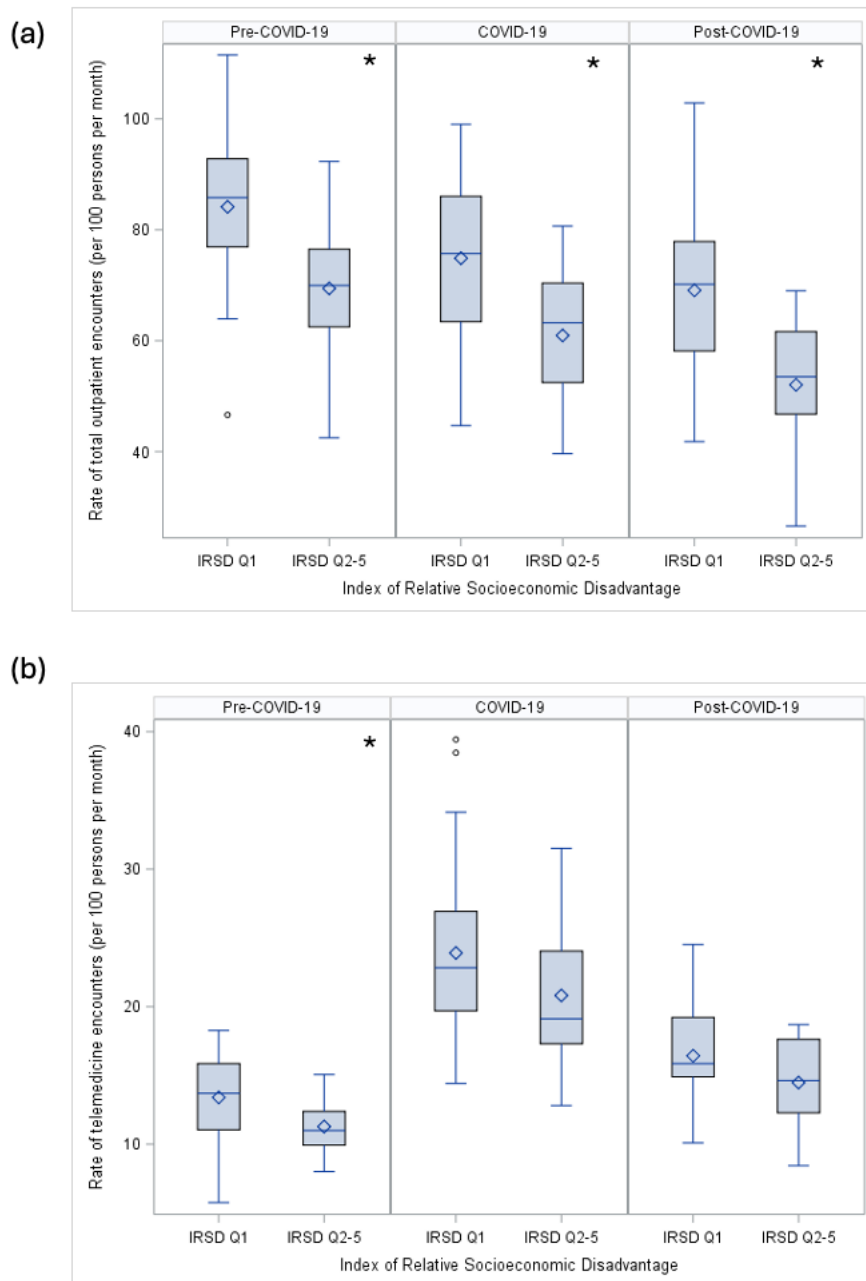 (a)
Pre-COVID-19 COVID-19 Post-COVID-19
* * *
Rate of total outpatient encounters (per 100 persons per month)
100
80
60
40
IRSD Q1 IRSD Q2-5 IRSD Q1 IRSD Q2-5 IRSD Q1 IRSD Q2-5
Index of Relative Socioeconomic Disadvantage
(b)
Pre-COVID-19 COVID-19 Post-COVID-19
*
Rate of telemedicine encounters (per 100 persons per month)
40
30
20
10
IRSD Q1 IRSD Q2-5 IRSD Q1 IRSD Q2-5 IRSD Q1 IRSD Q2-5
Index of Relative Socioeconomic Disadvantage